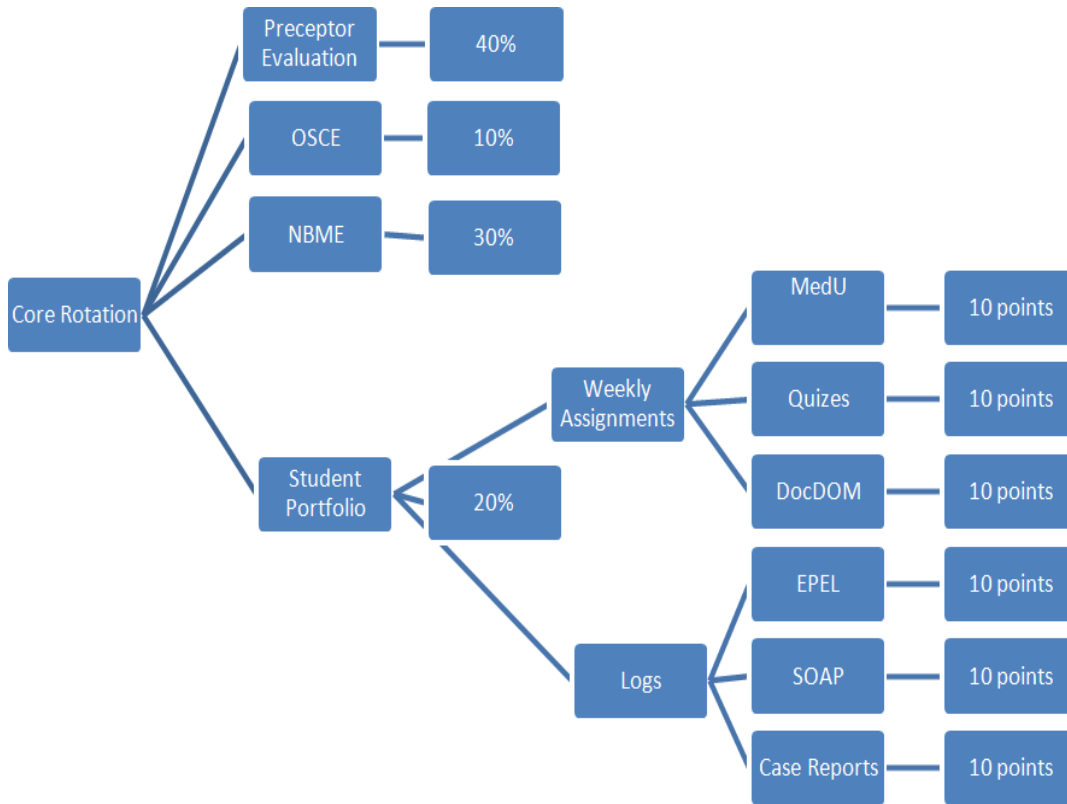 Preceptor
Evaluation
40%
OSCE
10%
NBME
30%
Core Rotation
Student
Portfolio
20%
Weekly
Assignments
MedU
10 points
Quizes
10 points
DocDOM
10 points
Logs
EPEL
10 points
SOAP
10 points
Case Reports
10 points